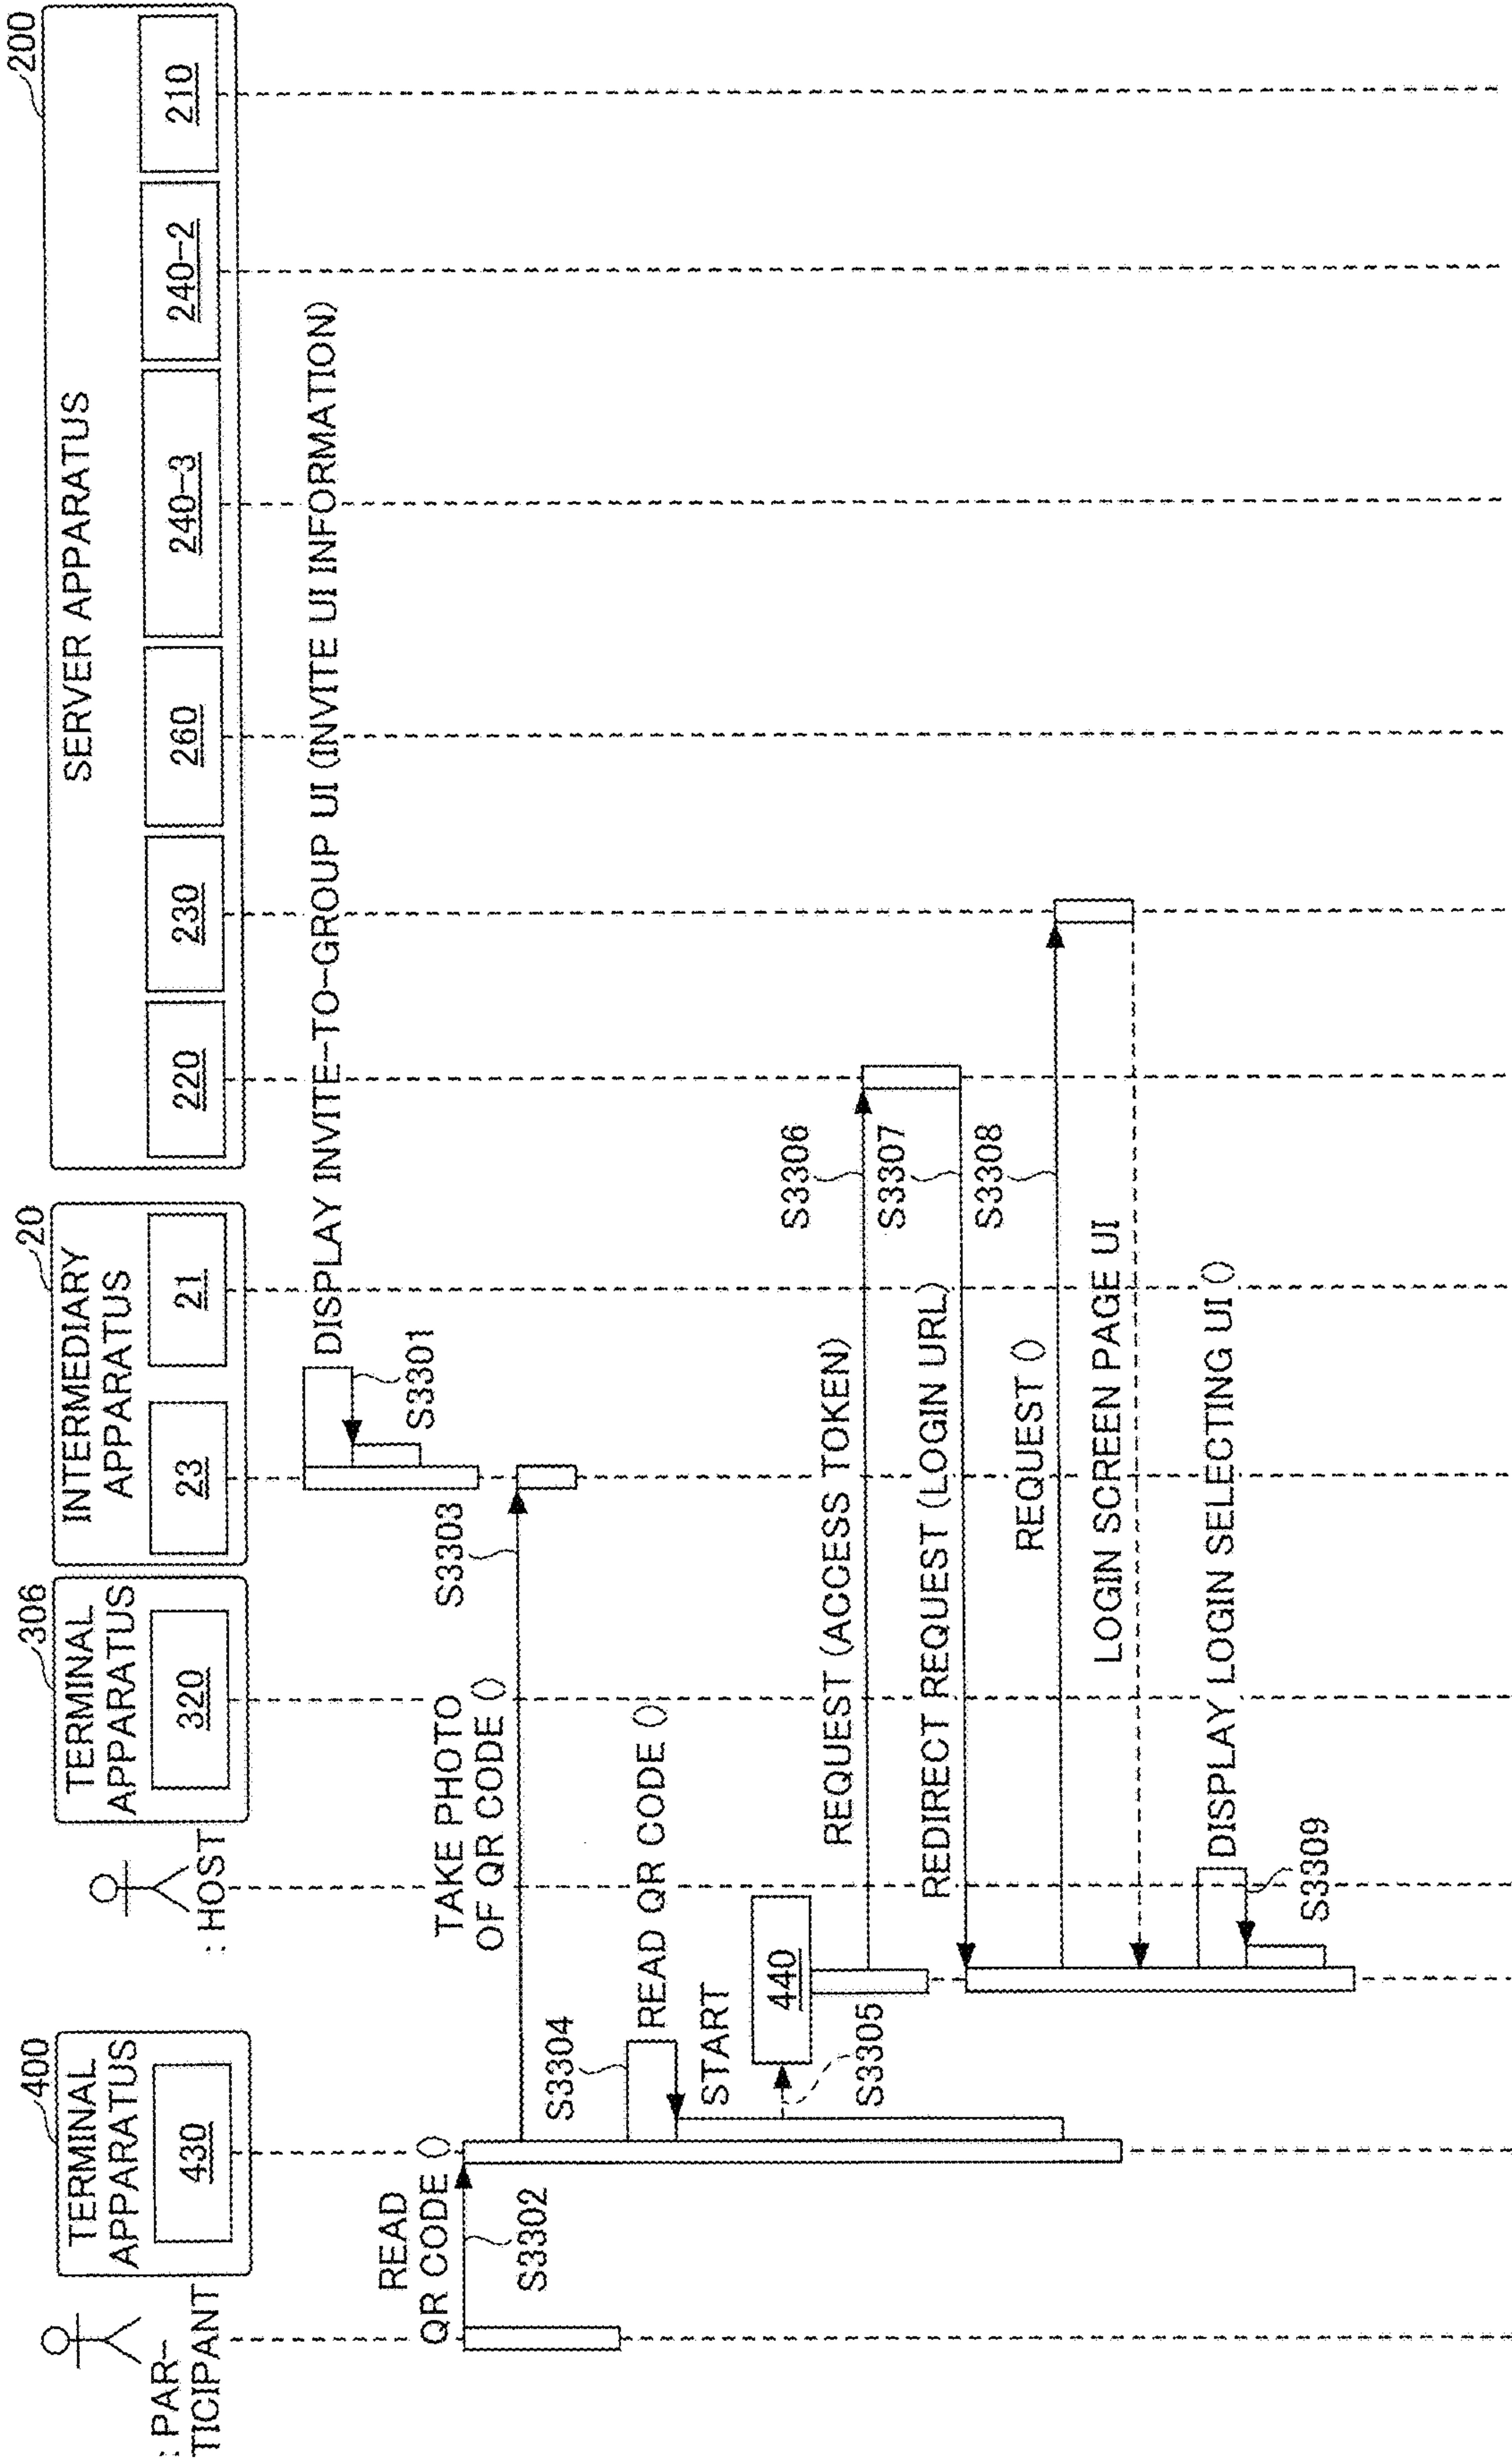 : PAR-
TICIPANT
400
TERMINAL
APPARATUS
430
: HOST
306
TERMINAL
APPARATUS
320
20
INTERMEDIARY
APPARATUS
23
21
200
SERVER APPARATUS
220
230
260
240-3
240-2
210
DISPLAY INVITE-TO-GROUP UI (INVITE UI INFORMATION)
S3301
READ
QR CODE ()
S3302
TAKE PHOTO
OF QR CODE ()
S3303
S3304
READ QR CODE ()
START
440
S3305
REQUEST (ACCESS TOKEN)
S3306
REDIRECT REQUEST (LOGIN URL)
S3307
REQUEST ()
S3308
LOGIN SCREEN PAGE UI
DISPLAY LOGIN SELECTING UI ()
S3309